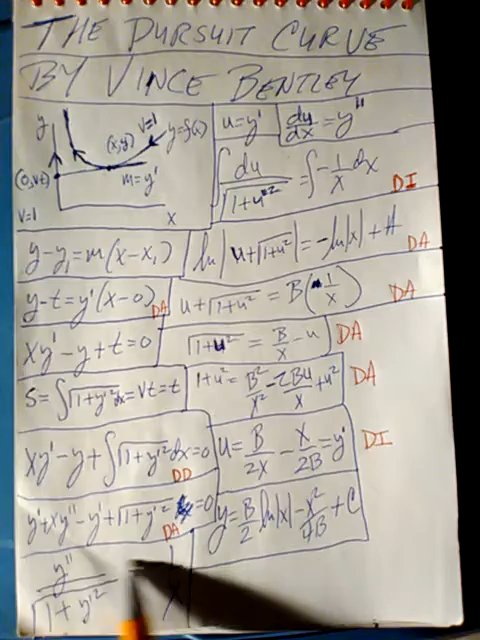 THE PURSUIT CURVE
BY VINCE BENTLEY
y
(x,y)
v=1
y=f(x)
(0,vt)
m=y'
v=1
x
y-y₁=m(x-x₁)
y-t=y'(x-0) DA
xy'-y+t=0
S=∫√(1+y'²)dx=vt=t
xy'-y+∫√(1+y'²)dx=0
DD
y'+xy''-y'+√(1+y'²)=0
DA
y''/√(1+y'²)
u=y'
du/dx=y''
∫du/√(1+u²)=∫-1/x dx
DI
ln|u+√(1+u²)|=-ln|x|+A
DA
u+√(1+u²)=B(1/x) DA
√(1+u²)=B/x-u DA
1+u²=B²/x²-2Bu/x+u² DA
u=B/2x-x/2B=y' DI
y=B/2 ln|x|-x²/4B+C